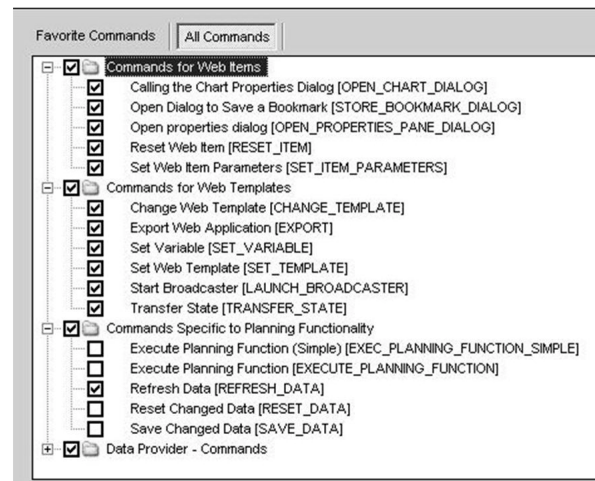 Favorite Commands All Commands
Commands for Web Items
Calling the Chart Properties Dialog [OPEN_CHART_DIALOG]
Open Dialog to Save a Bookmark [STORE_BOOKMARK_DIALOG]
Open properties dialog [OPEN_PROPERTIES_PANE_DIALOG]
Reset Web Item [RESET_ITEM]
Set Web Item Parameters [SET_ITEM_PARAMETERS]
Commands for Web Templates
Change Web Template [CHANGE_TEMPLATE]
Export Web Application [EXPORT]
Set Variable [SET_VARIABLE]
Set Web Template [SET_TEMPLATE]
Start Broadcaster [LAUNCH_BROADCASTER]
Transfer State [TRANSFER_STATE]
Commands Specific to Planning Functionality
Execute Planning Function (Simple) [EXEC_PLANNING_FUNCTION_SIMPLE]
Execute Planning Function [EXECUTE_PLANNING_FUNCTION]
Refresh Data [REFRESH_DATA]
Reset Changed Data [RESET_DATA]
Save Changed Data [SAVE_DATA]
Data Provider - Commands